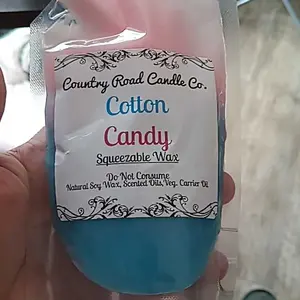 Country Road Candle Co.
Cotton
Candy
Squeezable Wax
Do Not Consume
Natural Soy Wax, Scented Oils, Veg. Carrier Oil